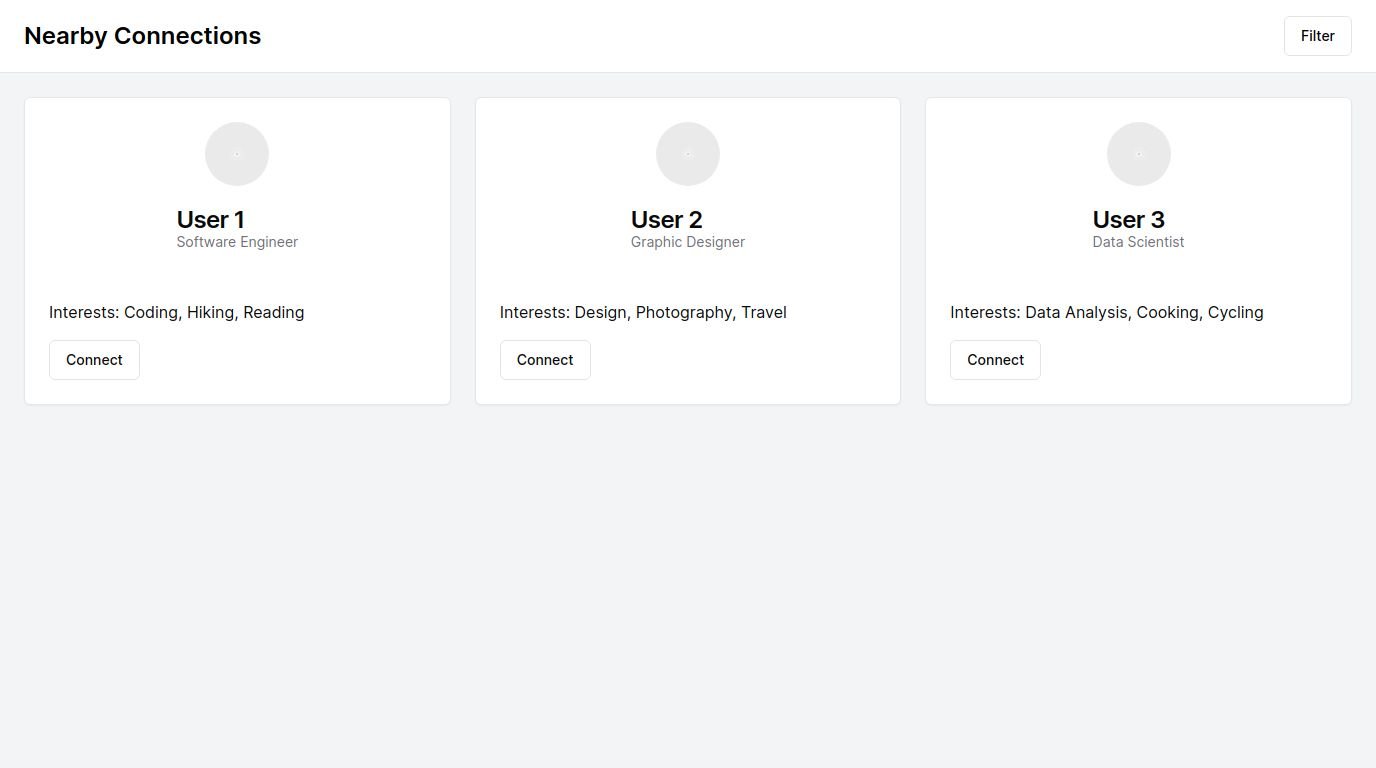 Nearby Connections
Filter
User 1
Software Engineer
Interests: Coding, Hiking, Reading
Connect
User 2
Graphic Designer
Interests: Design, Photography, Travel
Connect
User 3
Data Scientist
Interests: Data Analysis, Cooking, Cycling
Connect